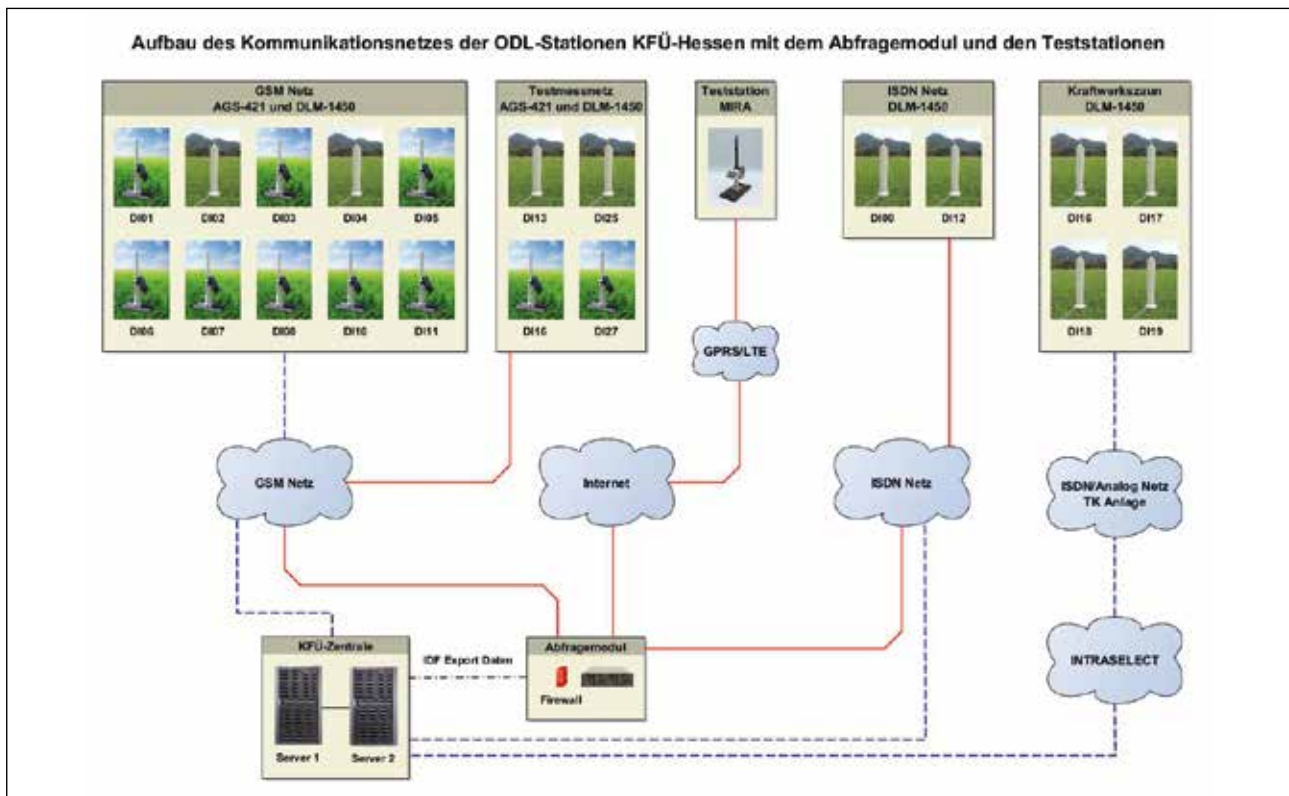 Aufbau des Kommunikationsnetzes der ODL-Stationen KFÜ-Hessen mit dem Abfragemodul und den Teststationen
GSM Netz
AGS-421 und DLM-1450
DI01 DI02 DI03 DI04 DI05
DI06 DI07 DI08 DI10 DI11
Testmessnetz
AGS-421 und DLM-1450
DI13 DI25
DI16 DI27
Teststation
MIRA
ISDN Netz
DLM-1450
DI00 DI12
Kraftwerkszaun
DLM-1450
DI16 DI17
DI18 DI19
GPRS/LTE
GSM Netz
Internet
ISDN Netz
ISDN/Analog Netz
TK Anlage
INTRASELECT
KFÜ-Zentrale
Server 1 Server 2
IDF Export Daten
Abfragemodul
Firewall